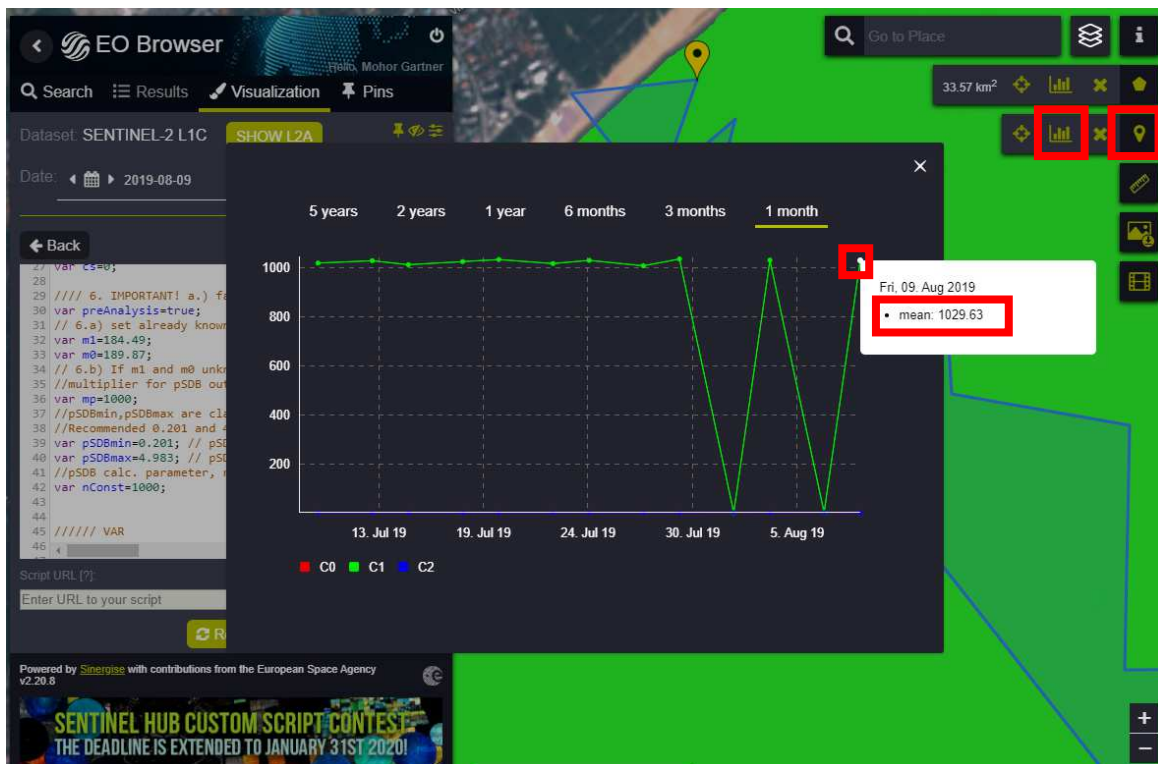 EO Browser
Hello, Mohor Gartner
Search Results Visualization Pins
Dataset: SENTINEL-2 L1C SHOW L2A
Date: 2019-08-09
Back
27 var cs=0;
28
29 //// 6. IMPORTANT! a.) fa
30 var preAnalysis=true;
31 // 6.a) set already know
32 var m1=184.49;
33 var m0=189.87;
34 // 6.b) If m1 and m0 unk
35 //multiplier for pSDB out
36 var mp=1000;
37 //pSDBmin,pSDBmax are cla
38 //Recommended 0.201 and 4
39 var pSDBmin=0.201; // pSD
40 var pSDBmax=4.983; // pSD
41 //pSDB calc. parameter,
42 var nConst=1000;
43
44
45 ////// VAR
46
Script URL [?]:
Enter URL to your script
Powered by Sinergise with contributions from the European Space Agency
v2.20.8
SENTINEL HUB CUSTOM SCRIPT CONTEST:
THE DEADLINE IS EXTENDED TO JANUARY 31ST 2020!
5 years 2 years 1 year 6 months 3 months 1 month
1000
800
600
400
200
13. Jul 19 19. Jul 19 24. Jul 19 30. Jul 19 5. Aug 19
C0 C1 C2
Fri, 09. Aug 2019
• mean: 1029.63
Go to Place
33.57 km²
i
+
−